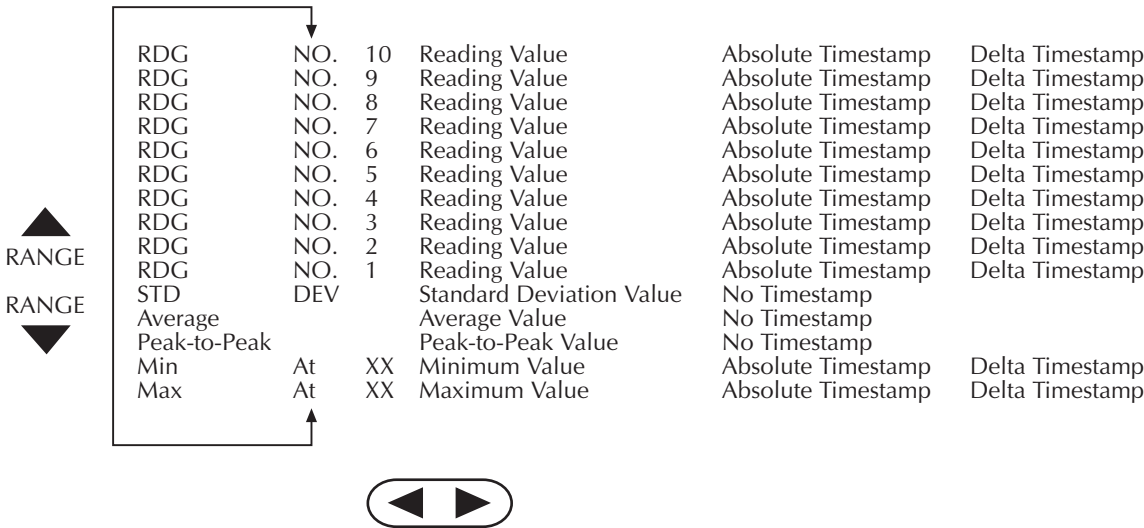 RDG NO. 10 Reading Value Absolute Timestamp Delta Timestamp
RDG NO. 9 Reading Value Absolute Timestamp Delta Timestamp
RDG NO. 8 Reading Value Absolute Timestamp Delta Timestamp
RDG NO. 7 Reading Value Absolute Timestamp Delta Timestamp
RDG NO. 6 Reading Value Absolute Timestamp Delta Timestamp
RDG NO. 5 Reading Value Absolute Timestamp Delta Timestamp
RDG NO. 4 Reading Value Absolute Timestamp Delta Timestamp
RDG NO. 3 Reading Value Absolute Timestamp Delta Timestamp
RDG NO. 2 Reading Value Absolute Timestamp Delta Timestamp
RDG NO. 1 Reading Value Absolute Timestamp Delta Timestamp
STD DEV Standard Deviation Value No Timestamp
Average Average Value No Timestamp
Peak-to-Peak Peak-to-Peak Value No Timestamp
Min At XX Minimum Value Absolute Timestamp Delta Timestamp
Max At XX Maximum Value Absolute Timestamp Delta Timestamp
RANGE
RANGE